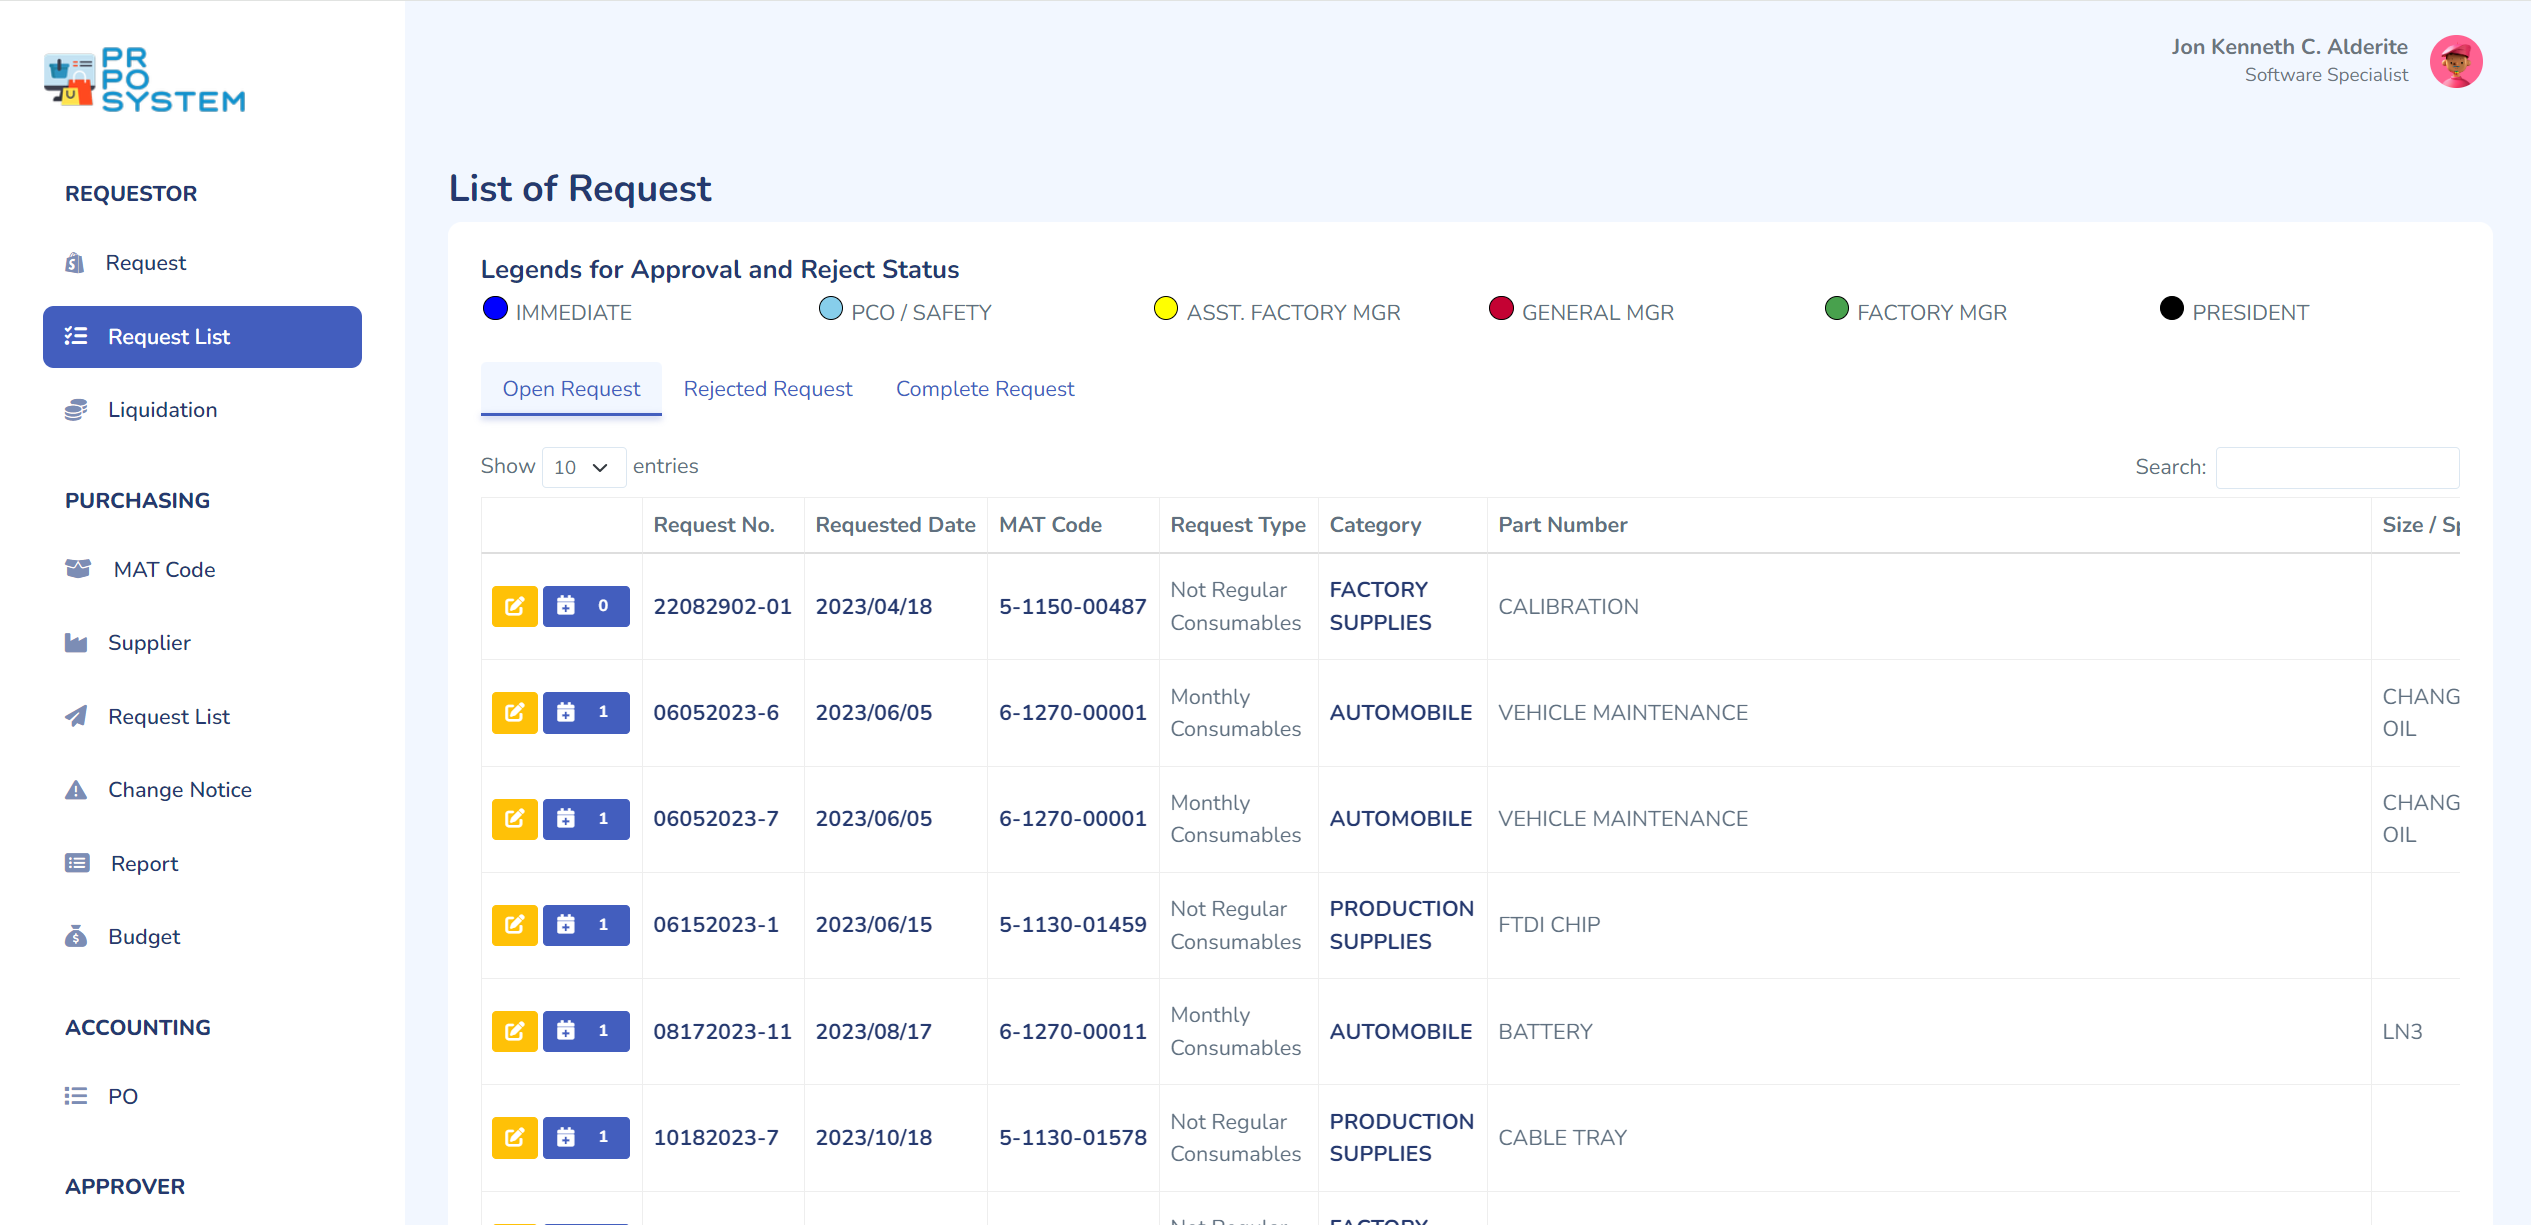 PR
PO
SYSTEM
Jon Kenneth C. Alderite
Software Specialist
REQUESTOR
Request
Request List
Liquidation
PURCHASING
MAT Code
Supplier
Request List
Change Notice
Report
Budget
ACCOUNTING
PO
APPROVER
List of Request
Legends for Approval and Reject Status
IMMEDIATE PCO / SAFETY ASST. FACTORY MGR GENERAL MGR FACTORY MGR PRESIDENT
Open Request Rejected Request Complete Request
Show 10 entries Search:
Request No. Requested Date MAT Code Request Type Category Part Number Size / Sp
0 22082902-01 2023/04/18 5-1150-00487 Not Regular Consumables FACTORY SUPPLIES CALIBRATION
1 06052023-6 2023/06/05 6-1270-00001 Monthly Consumables AUTOMOBILE VEHICLE MAINTENANCE CHANG OIL
1 06052023-7 2023/06/05 6-1270-00001 Monthly Consumables AUTOMOBILE VEHICLE MAINTENANCE CHANG OIL
1 06152023-1 2023/06/15 5-1130-01459 Not Regular Consumables PRODUCTION SUPPLIES FTDI CHIP
1 08172023-11 2023/08/17 6-1270-00011 Monthly Consumables AUTOMOBILE BATTERY LN3
1 10182023-7 2023/10/18 5-1130-01578 Not Regular Consumables PRODUCTION SUPPLIES CABLE TRAY